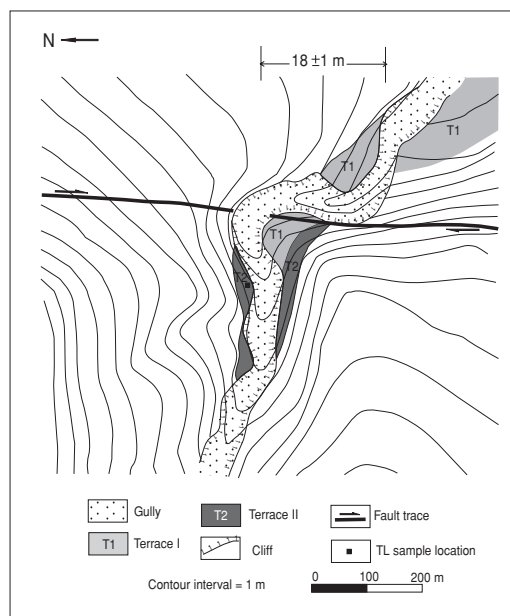 N
18 ±1 m
T1
T1
T1
T2
T2
Gully
T2 Terrace II
Fault trace
T1 Terrace I
Cliff
TL sample location
Contour interval = 1 m
0 100 200 m